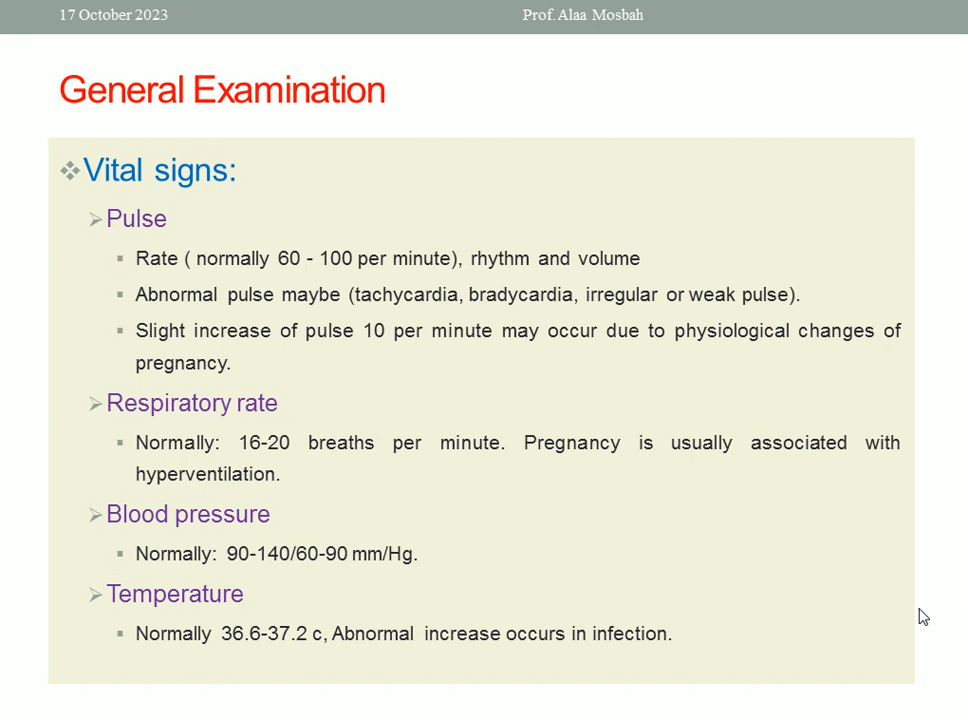 17 October 2023 Prof. Alaa Mosbah
General Examination
Vital signs:
Pulse
Rate ( normally 60 - 100 per minute), rhythm and volume
Abnormal pulse maybe (tachycardia, bradycardia, irregular or weak pulse).
Slight increase of pulse 10 per minute may occur due to physiological changes of
pregnancy.
Respiratory rate
Normally: 16-20 breaths per minute. Pregnancy is usually associated with
hyperventilation.
Blood pressure
Normally: 90-140/60-90 mm/Hg.
Temperature
Normally 36.6-37.2 c, Abnormal increase occurs in infection.